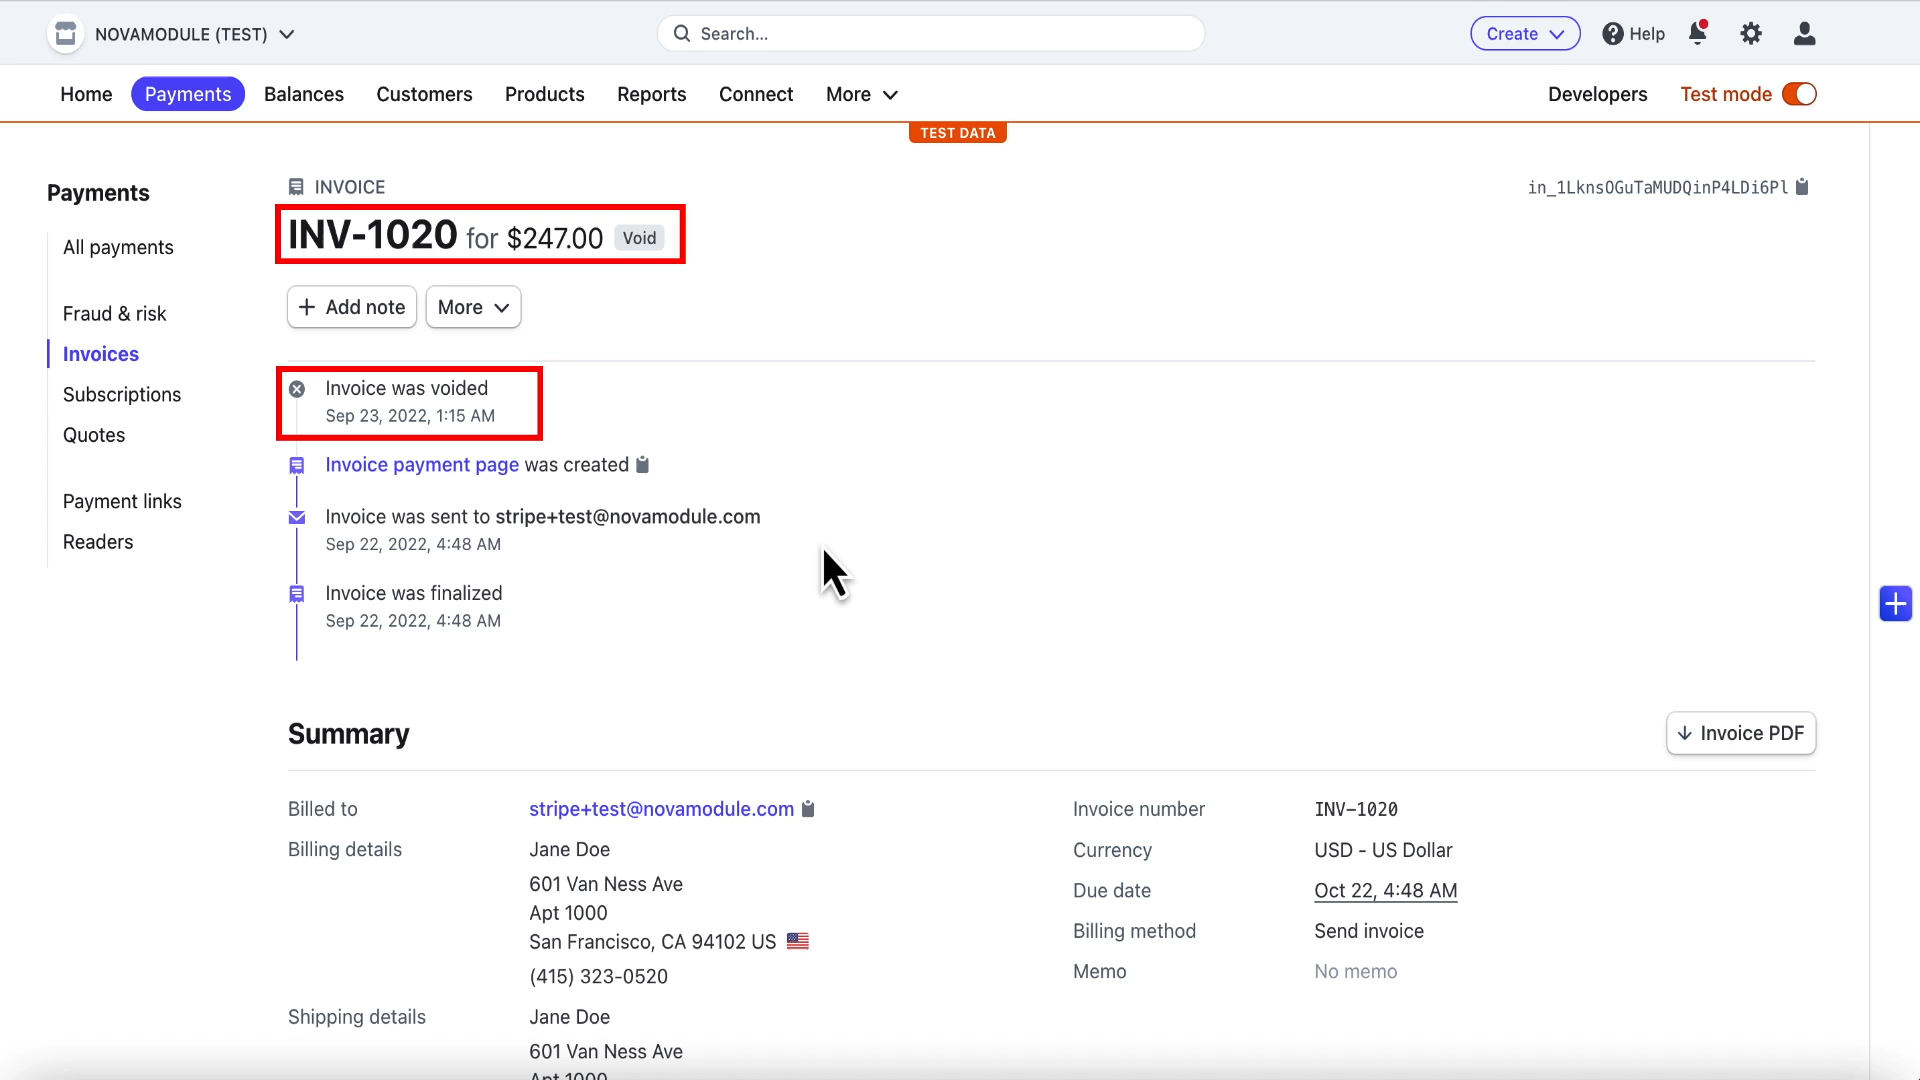 NOVAMODULE (TEST)
Search...
Create
Help
Home
Payments
Balances
Customers
Products
Reports
Connect
More
Developers
Test mode
TEST DATA
Payments
All payments
Fraud & risk
Invoices
Subscriptions
Quotes
Payment links
Readers
INVOICE
in_1LknsOGuTaMUDQinP4LDi6Pl
INV-1020 for $247.00 Void
Add note
More
Invoice was voided
Sep 23, 2022, 1:15 AM
Invoice payment page was created
Invoice was sent to stripe+test@novamodule.com
Sep 22, 2022, 4:48 AM
Invoice was finalized
Sep 22, 2022, 4:48 AM
Summary
Invoice PDF
Billed to
stripe+test@novamodule.com
Billing details
Jane Doe
601 Van Ness Ave
Apt 1000
San Francisco, CA 94102 US
(415) 323-0520
Shipping details
Jane Doe
601 Van Ness Ave
Apt 1000
Invoice number
INV-1020
Currency
USD - US Dollar
Due date
Oct 22, 4:48 AM
Billing method
Send invoice
Memo
No memo